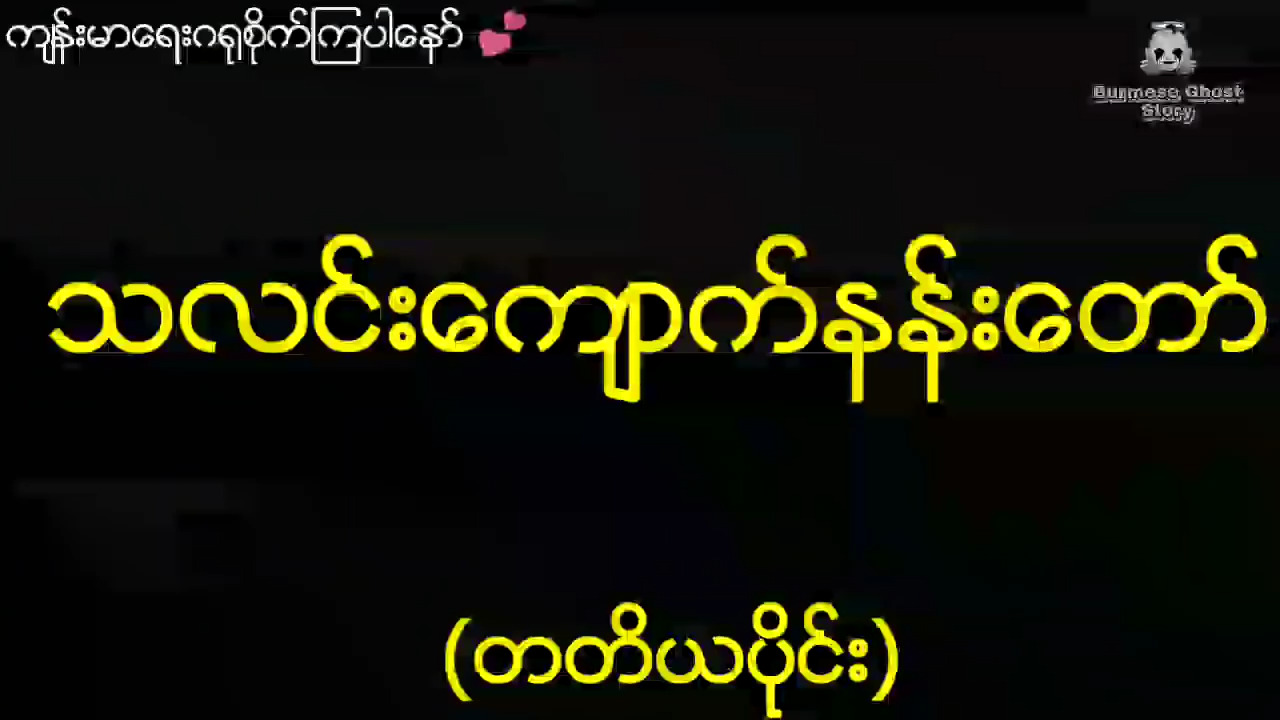 ကျန်းမာရေးဂရုစိုက်ကြပါနော် 💕
Burmese Ghost
Story
သလင်းကျောက်နန်းတော်
(တတိယပိုင်း)